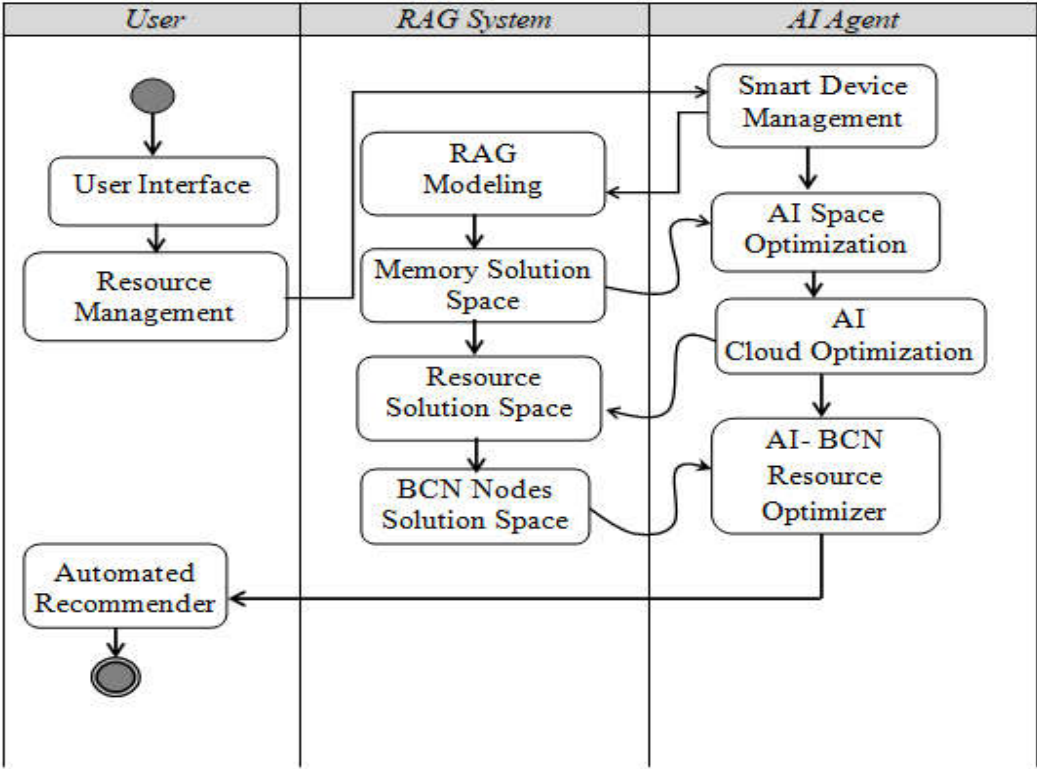 User
RAG System
AI Agent
User Interface
Resource
Management
RAG
Modeling
Memory Solution
Space
Resource
Solution Space
BCN Nodes
Solution Space
Smart Device
Management
AI Space
Optimization
AI
Cloud Optimization
AI- BCN
Resource
Optimizer
Automated
Recommender